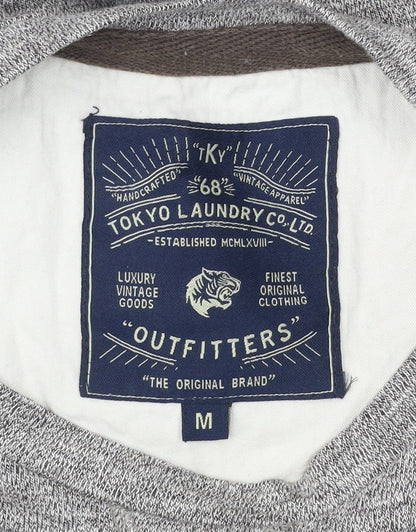 "TKY"
"HANDCRAFTED" "68" "VINTAGE APPAREL"
TOKYO LAUNDRY CO., LTD.
-ESTABLISHED MCMLXVIII-
LUXURY
VINTAGE
GOODS
FINEST
ORIGINAL
CLOTHING
"OUTFITTERS"
"THE ORIGINAL BRAND"
M